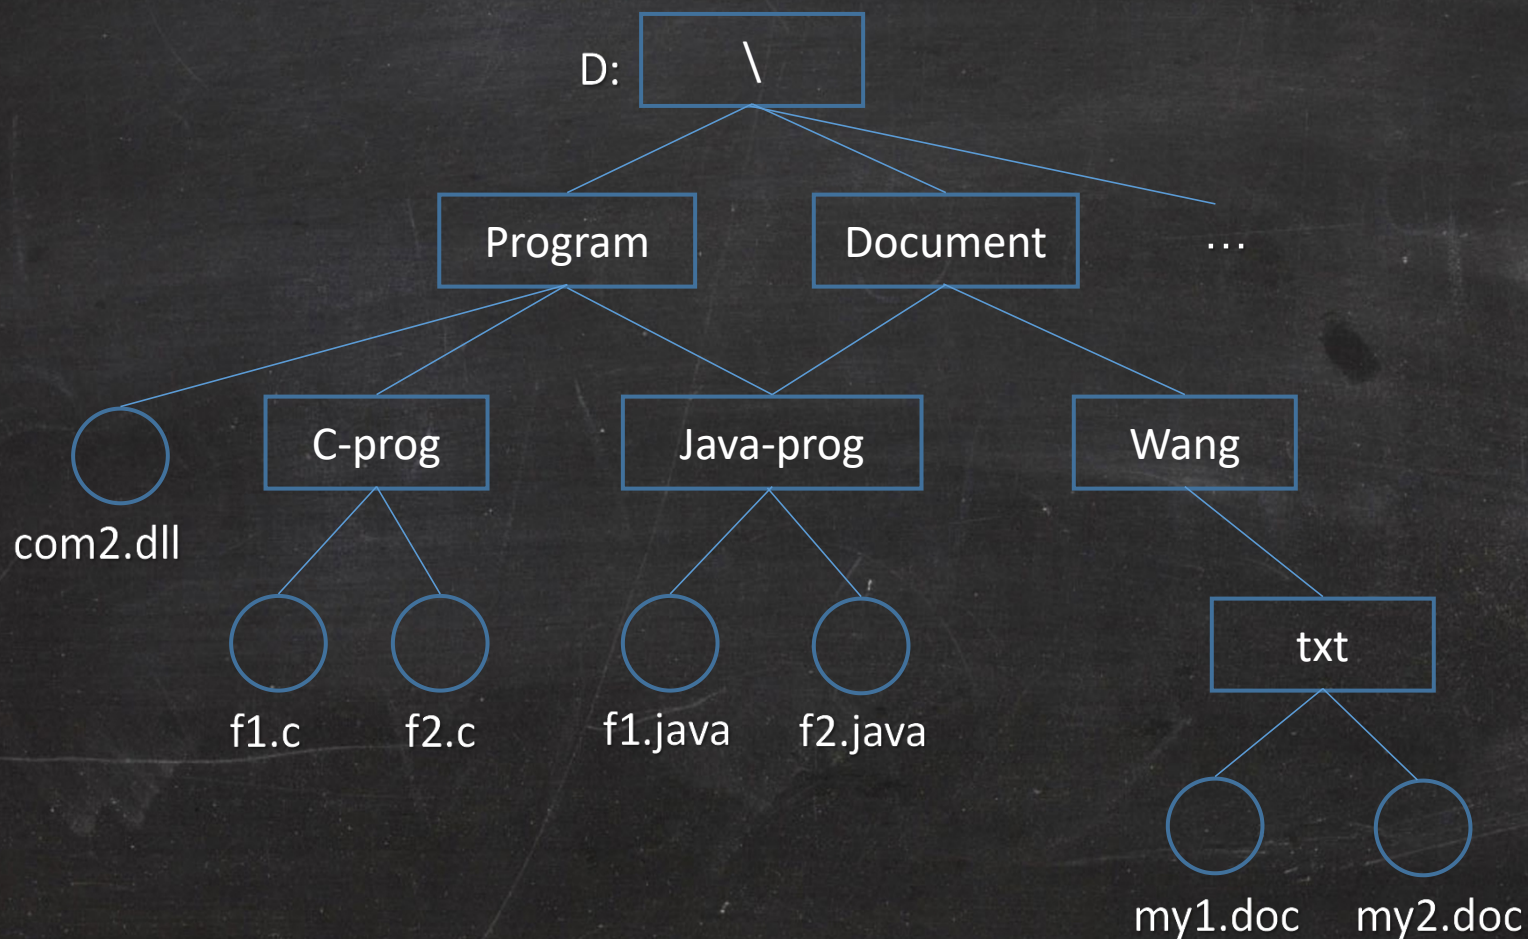 D:
\
Program
Document
...
C-prog
Java-prog
Wang
com2.dll
txt
f1.c
f2.c
f1.java
f2.java
my1.doc
my2.doc